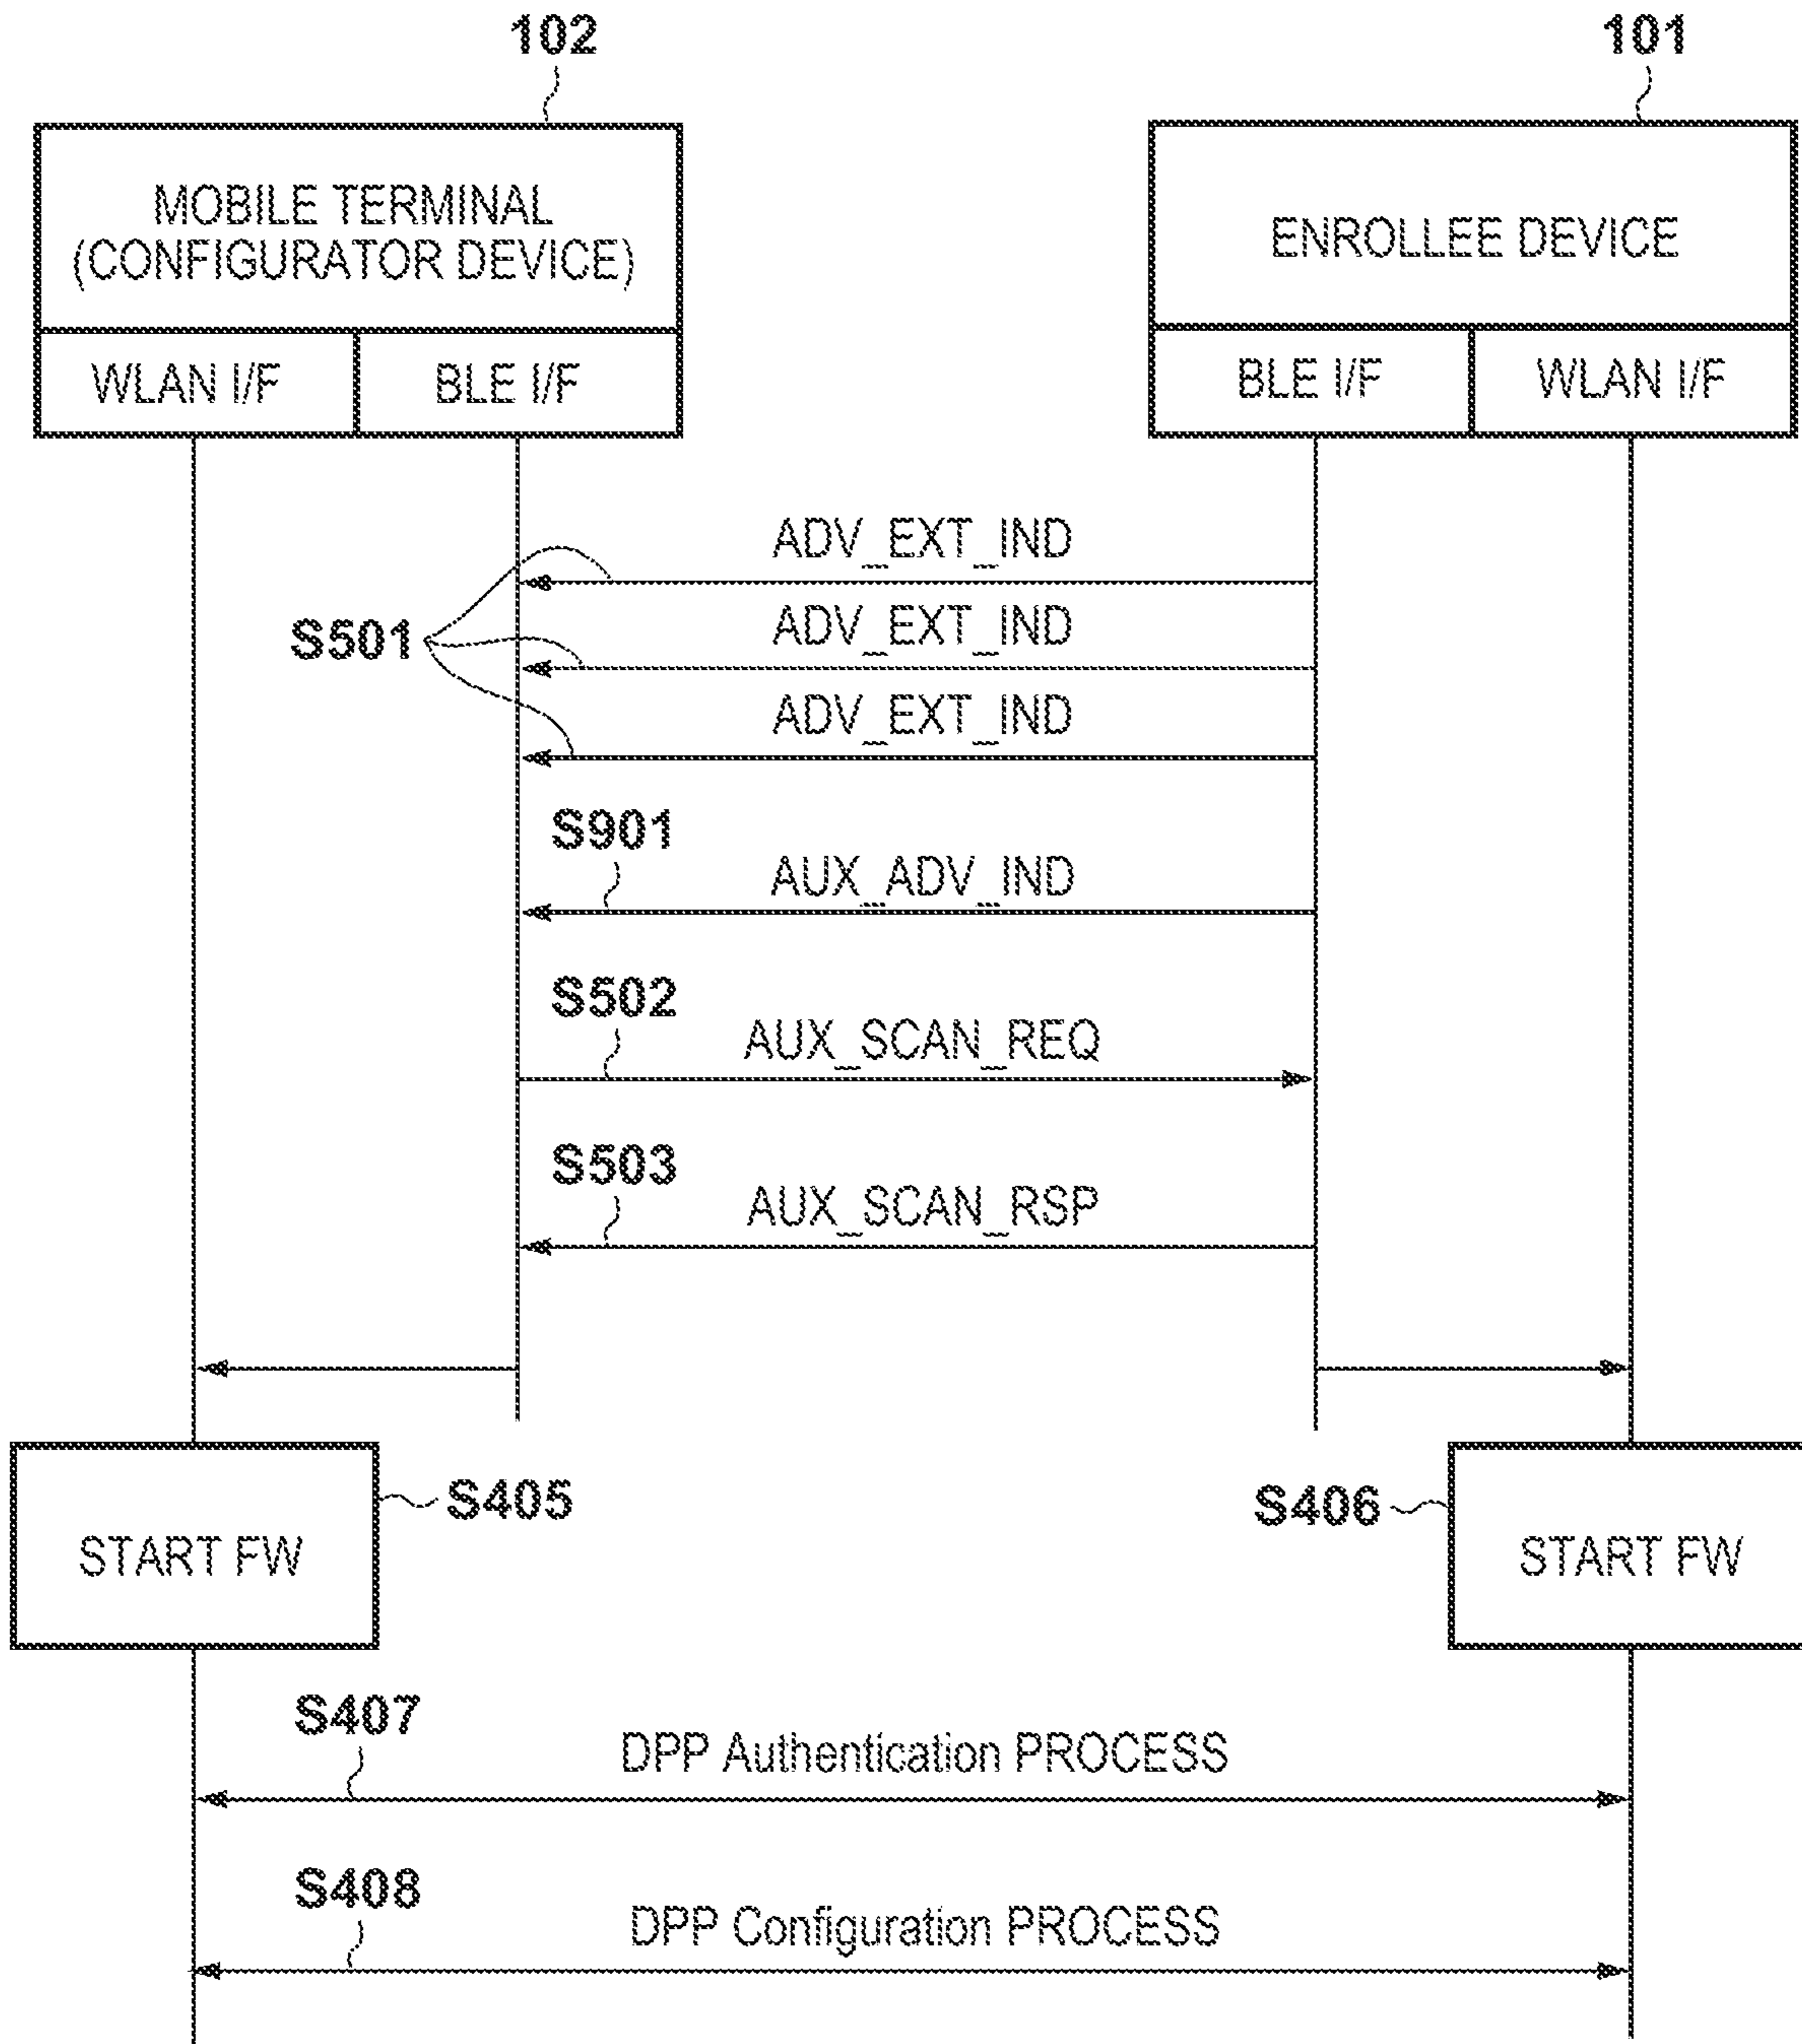 102
101
MOBILE TERMINAL
(CONFIGURATOR DEVICE)
ENROLLEE DEVICE
WLAN I/F
BLE I/F
BLE I/F
WLAN I/F
ADV_EXT_IND
S501
ADV_EXT_IND
ADV_EXT_IND
S901
AUX_ADV_IND
S502
AUX_SCAN_REQ
S503
AUX_SCAN_RSP
S405
S406
START FW
START FW
S407
DPP Authentication PROCESS
S408
DPP Configuration PROCESS